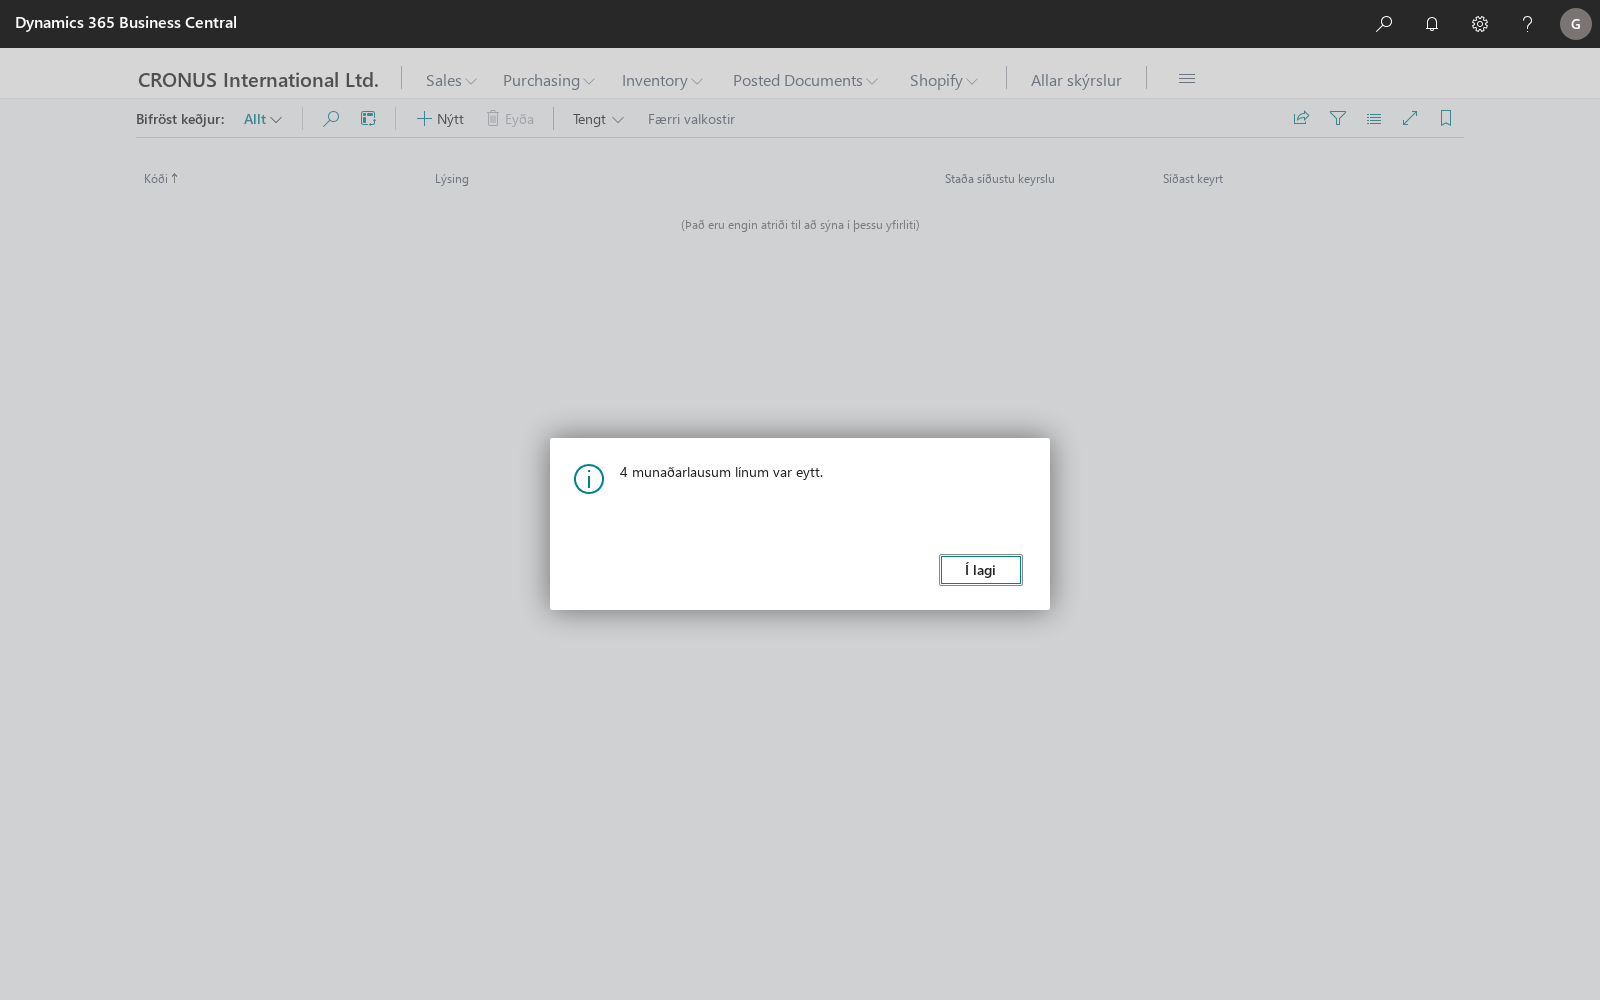 Dynamics 365 Business Central
G
CRONUS International Ltd.
Sales
Purchasing
Inventory
Posted Documents
Shopify
Allar skýrslur
Bifröst keðjur:
Allt
Nýtt
Eyða
Tengt
Færri valkostir
Kóði
Lýsing
Staða síðustu keyrslu
Síðast keyrt
(Það eru engin atriði til að sýna í þessu yfirliti)
4 munaðarlausum línum var eytt.
Í lagi